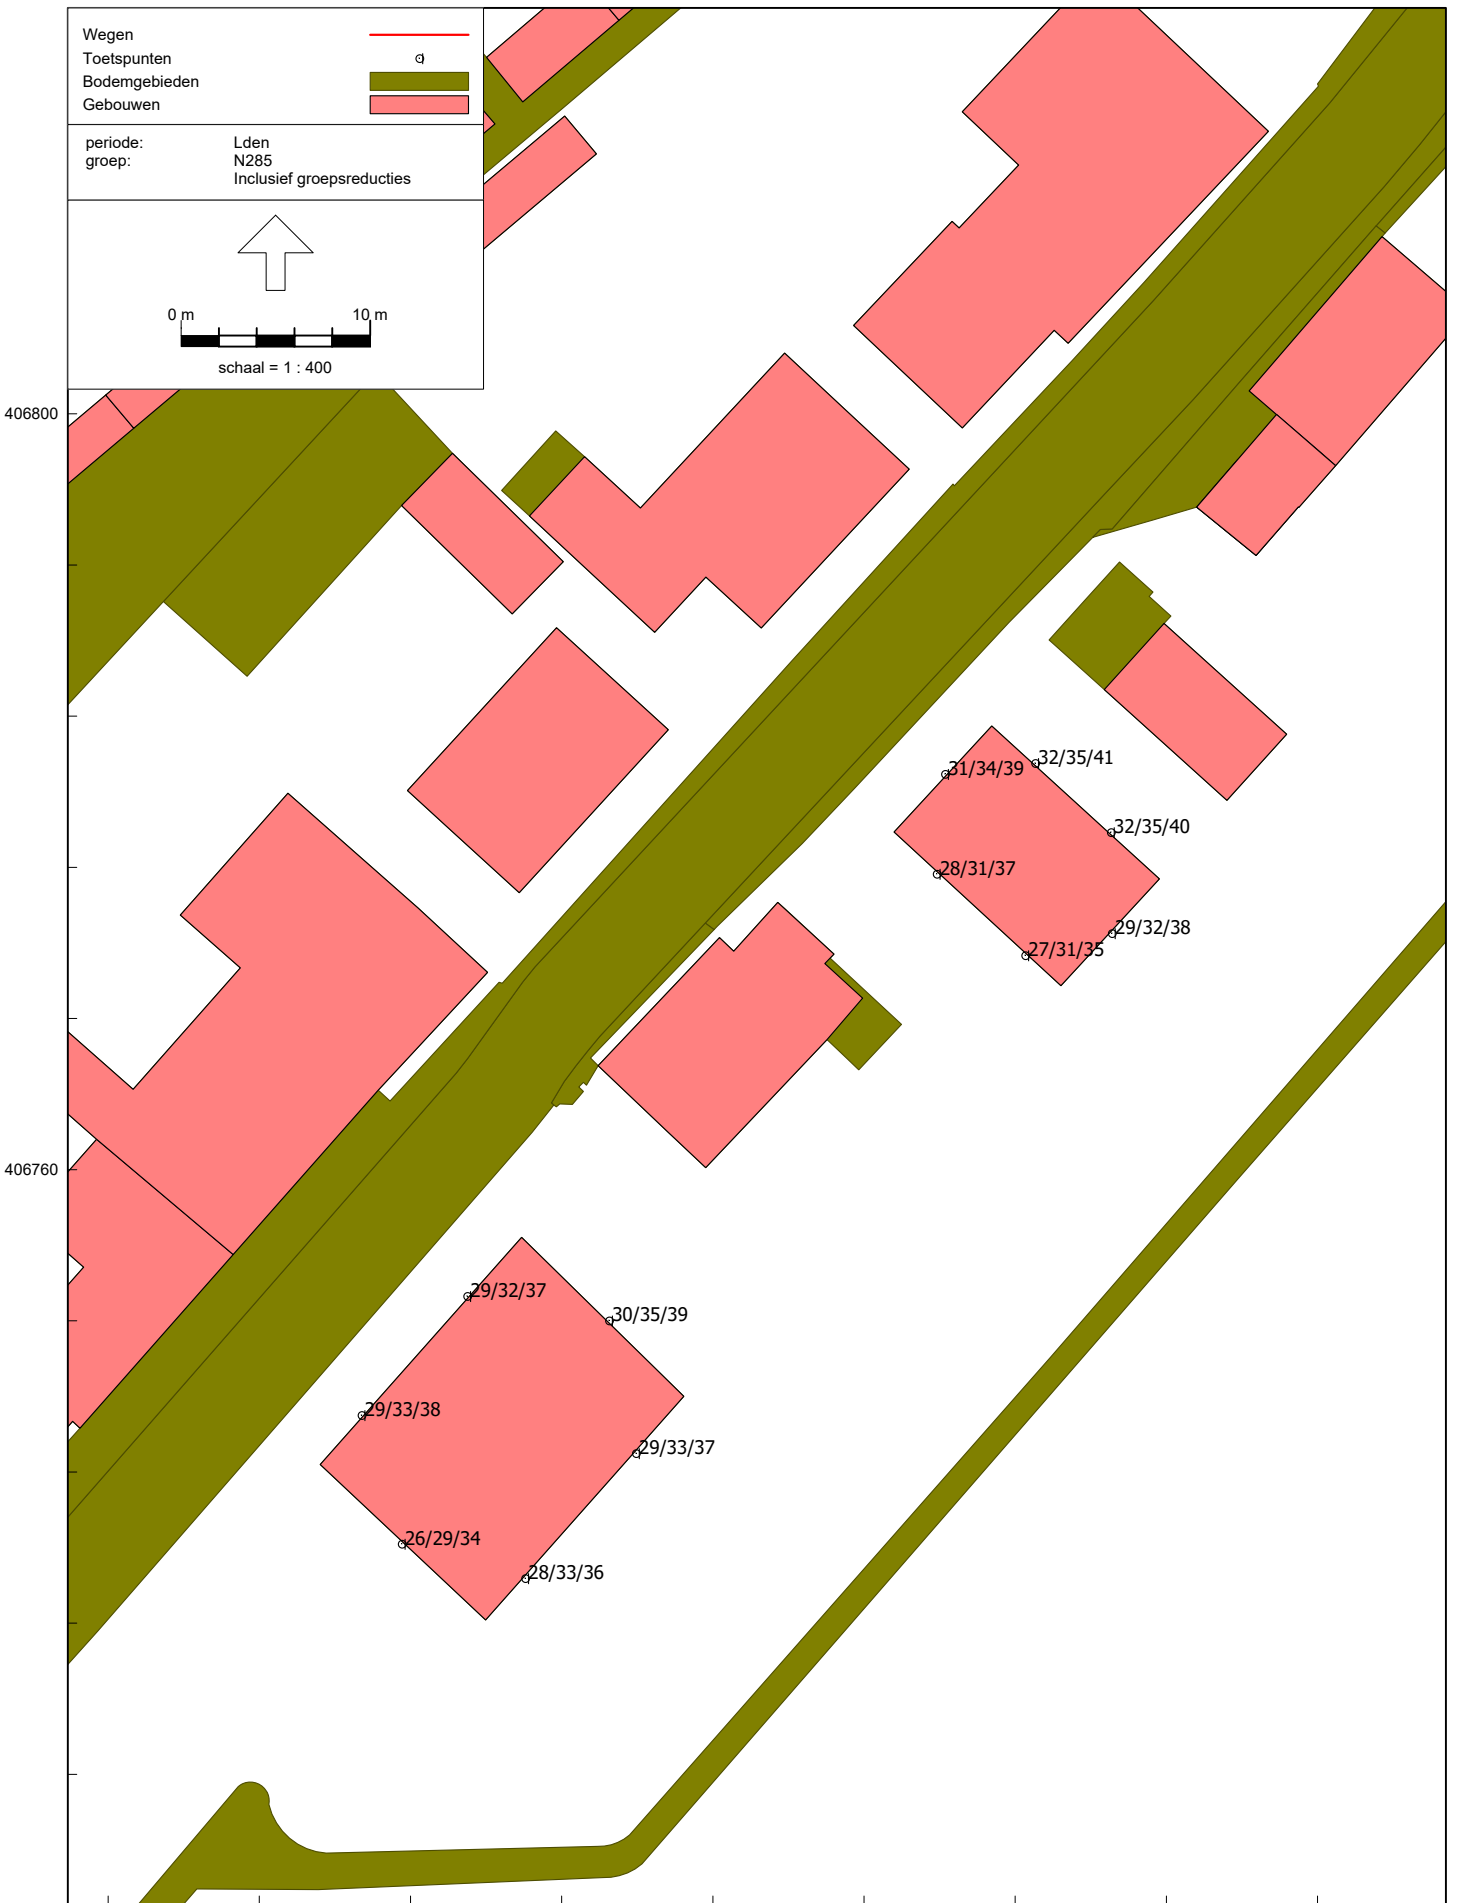 Wegen
Toetspunten
Bodemgebieden
Gebouwen
periode: Lden
groep: N285
Inclusief groepsreducties
0 m 10 m
schaal = 1 : 400
406800
32/35/41
31/34/39
32/35/40
28/31/37
29/32/38
27/31/35
406760
29/32/37
30/35/39
29/33/38
29/33/37
26/29/34
28/33/36